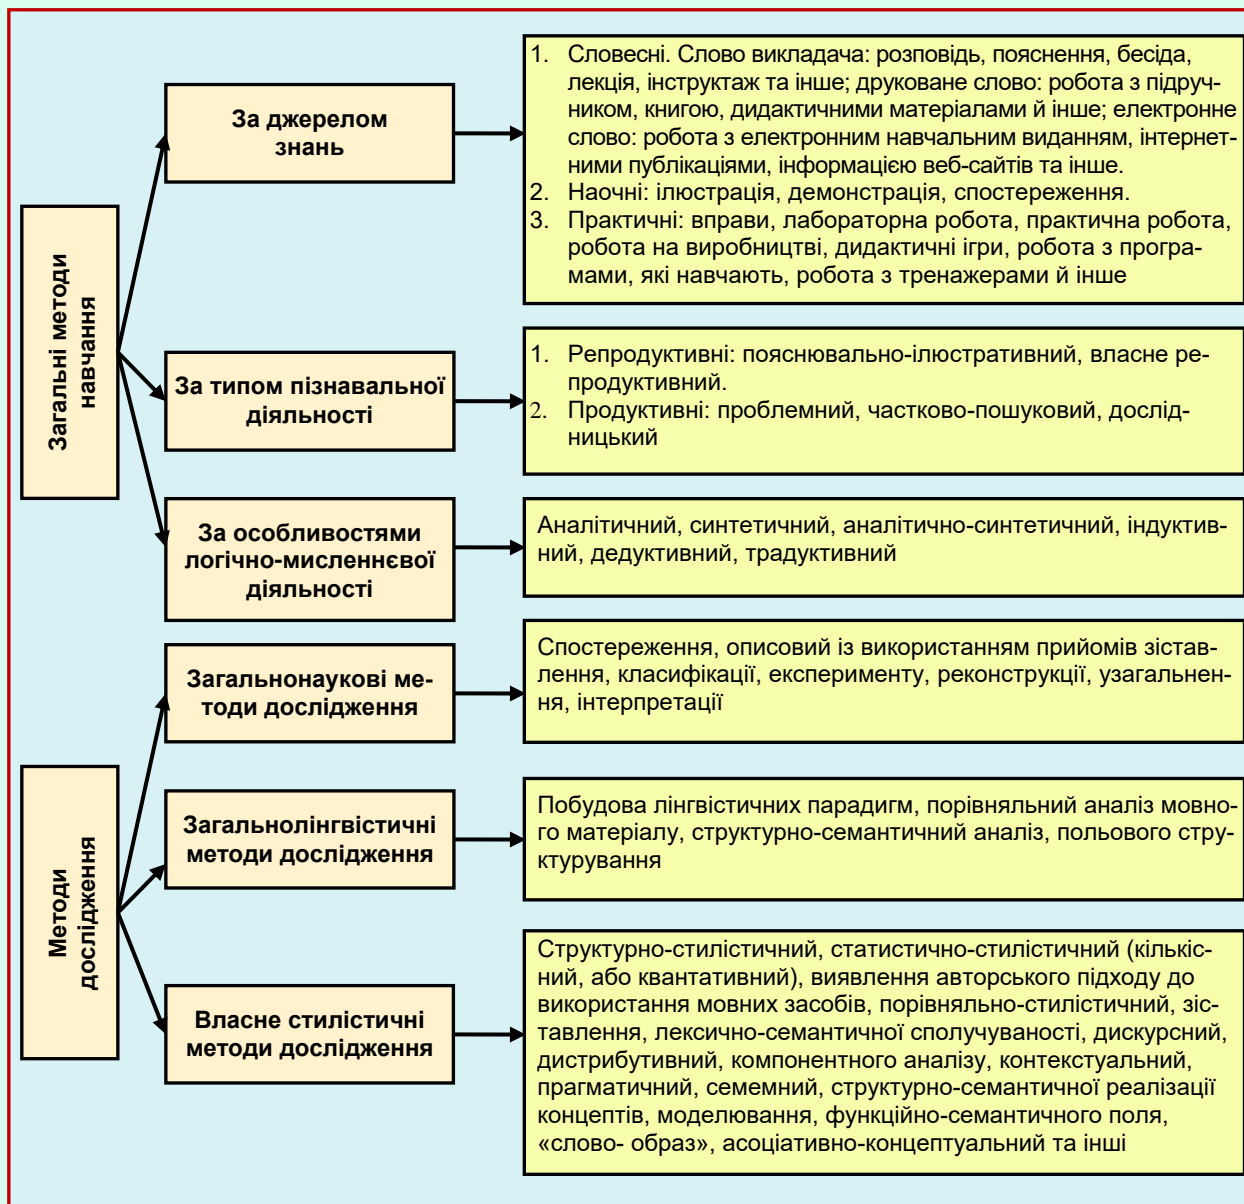 Загальні методи
навчання
За джерелом
знань
1. Словесні. Слово викладача: розповідь, пояснення, бесіда,
лекція, інструктаж та інше; друковане слово: робота з підруч-
ником, книгою, дидактичними матеріалами й інше; електронне
слово: робота з електронним навчальним виданням, інтернет-
ними публікаціями, інформацією веб-сайтів та інше.
2. Наочні: ілюстрація, демонстрація, спостереження.
3. Практичні: вправи, лабораторна робота, практична робота,
робота на виробництві, дидактичні ігри, робота з програ-
мами, які навчають, робота з тренажерами й інше
За типом пізнавальної
діяльності
1. Репродуктивні: пояснювально-ілюстративний, власне ре-
продуктивний.
2. Продуктивні: проблемний, частково-пошуковий, дослід-
ницький
За особливостями
логічно-мисленнєвої
діяльності
Аналітичний, синтетичний, аналітично-синтетичний, індуктив-
ний, дедуктивний, традуктивний
Методи
дослідження
Загальнонаукові ме-
тоди дослідження
Спостереження, описовий із використанням прийомів зістав-
лення, класифікації, експерименту, реконструкції, узагальнен-
ня, інтерпретації
Загальнолінгвістичні
методи дослідження
Побудова лінгвістичних парадигм, порівняльний аналіз мовно-
го матеріалу, структурно-семантичний аналіз, польового стру-
ктурування
Власне стилістичні
методи дослідження
Структурно-стилістичний, статистично-стилістичний (кількіс-
ний, або квантативний), виявлення авторського підходу до
використання мовних засобів, порівняльно-стилістичний, зіс-
тавлення, лексично-семантичної сполучуваності, дискурсний,
дистрибутивний, компонентного аналізу, контекстуальний,
прагматичний, семемний, структурно-семантичної реалізації
концептів, моделювання, функційно-семантичного поля,
«слово- образ», асоціативно-концептуальний та інші